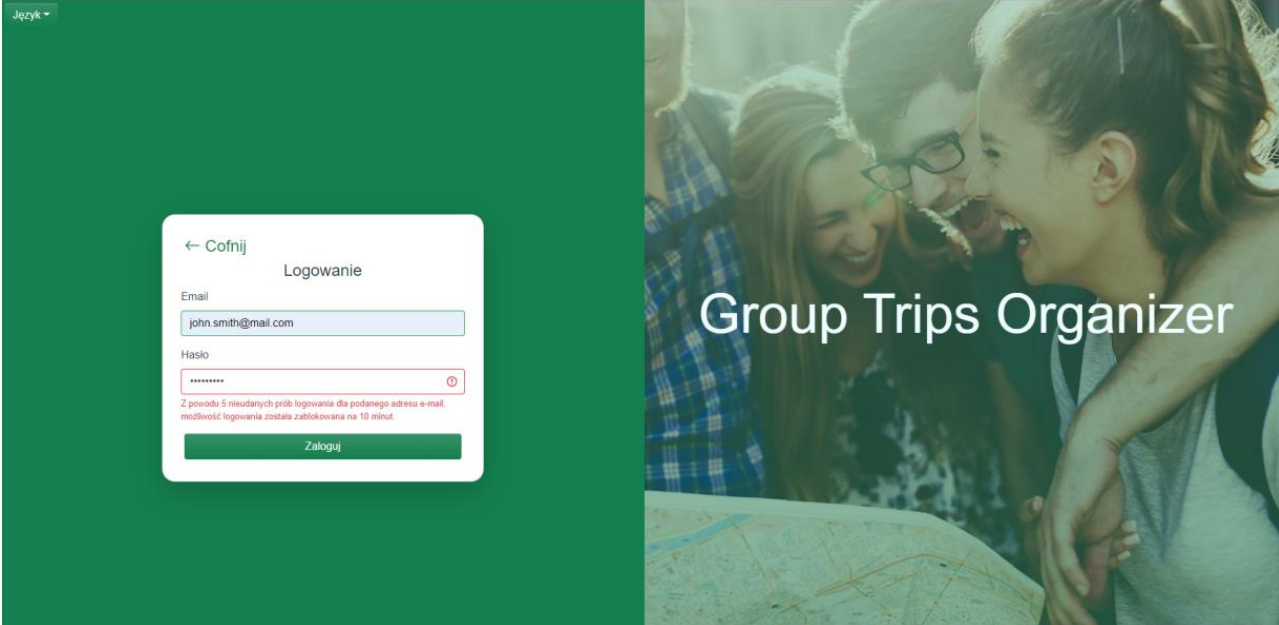 Język
← Cofnij
Logowanie
Email
john.smith@mail.com
Hasło
•••••••••
Z powodu 5 nieudanych prób logowania dla podanego adresu e-mail,
możliwość logowania została zablokowana na 10 minut.
Zaloguj
Group Trips Organizer